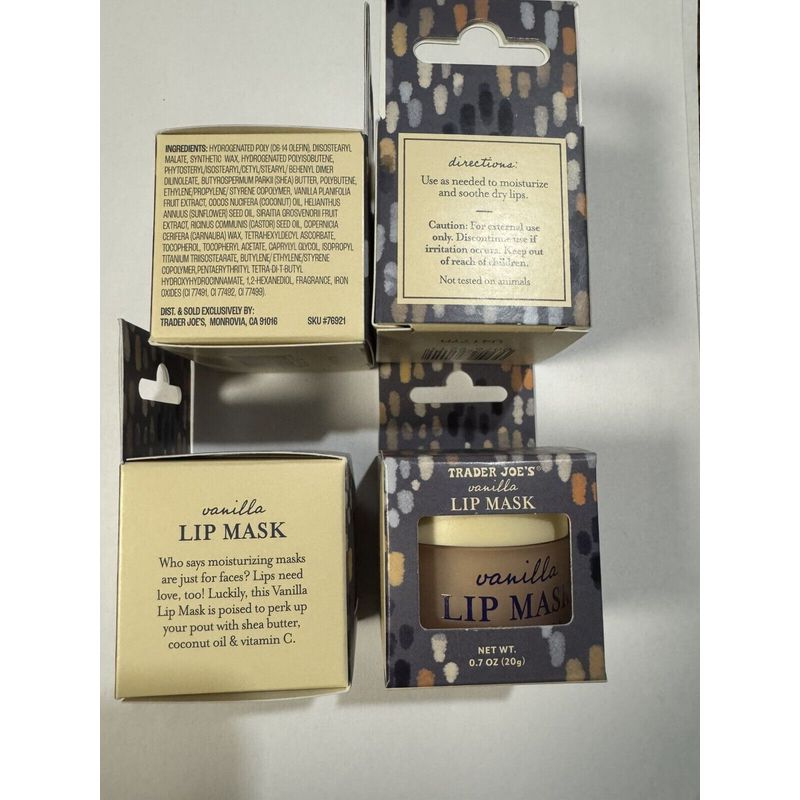 INGREDIENTS: HYDROGENATED POLY (C6-14 OLEFIN), DIISOSTEARYL
MALATE, SYNTHETIC WAX, HYDROGENATED POLYISOBUTENE,
PHYTOSTERYL/ISOSTEARYL/CETYL/STEARYL/ BEHENYL DIMER
DILINOLEATE, BUTYROSPERMUM PARKII (SHEA) BUTTER, POLYBUTENE,
ETHYLENE/PROPYLENE/ STYRENE COPOLYMER, VANILLA PLANIFOLIA
FRUIT EXTRACT, COCOS NUCIFERA (COCONUT) OIL, HELIANTHUS
ANNUUS (SUNFLOWER) SEED OIL, SIRAITIA GROSVENORII FRUIT
EXTRACT, RICINUS COMMUNIS (CASTOR) SEED OIL, COPERNICIA
CERIFERA (CARNAUBA) WAX, TETRAHEXYLDECYL ASCORBATE,
TOCOPHEROL, TOCOPHERYL ACETATE, CAPRYLYL GLYCOL, ISOPROPYL
TITANIUM TRIISOSTEARATE, BUTYLENE/ETHYLENE/STYRENE
COPOLYMER,PENTAERYTHRITYL TETRA-DI-T-BUTYL
HYDROXYHYDROCINNAMATE, 1,2-HEXANEDIOL, FRAGRANCE, IRON
OXIDES (CI 77491, CI 77492, CI 77499).
DIST. & SOLD EXCLUSIVELY BY:
TRADER JOE'S, MONROVIA, CA 91016 SKU #76921
directions:
Use as needed to moisturize
and soothe dry lips.
Caution: For external use
only. Discontinue use if
irritation occurs. Keep out
of reach of children.
Not tested on animals
vanilla
LIP MASK
Who says moisturizing masks
are just for faces? Lips need
love, too! Luckily, this Vanilla
Lip Mask is poised to perk up
your pout with shea butter,
coconut oil & vitamin C.
TRADER JOE'S®
vanilla
LIP MASK
vanilla
LIP MASK
NET WT.
0.7 OZ (20g)